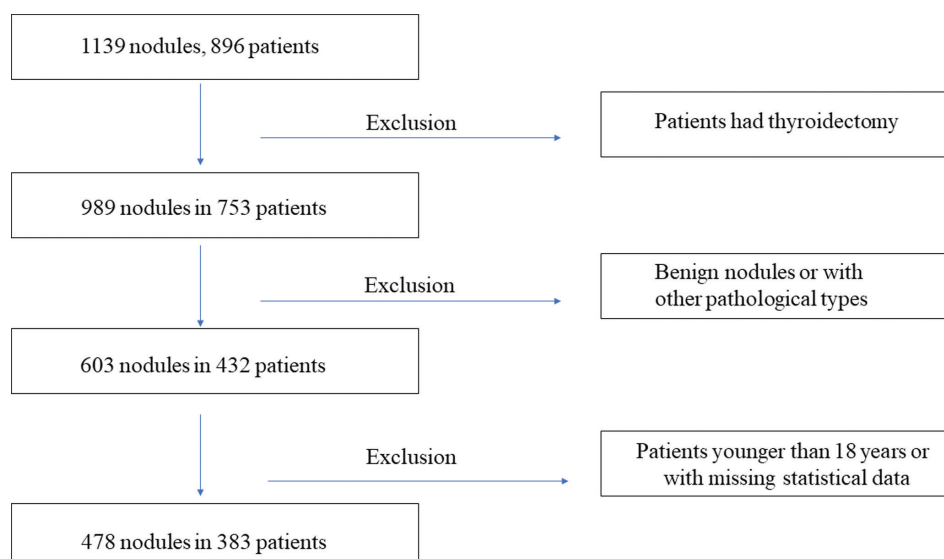 1139 nodules, 896 patients
Exclusion
Patients had thyroidectomy
989 nodules in 753 patients
Exclusion
Benign nodules or with
other pathological types
603 nodules in 432 patients
Exclusion
Patients younger than 18 years or
with missing statistical data
478 nodules in 383 patients